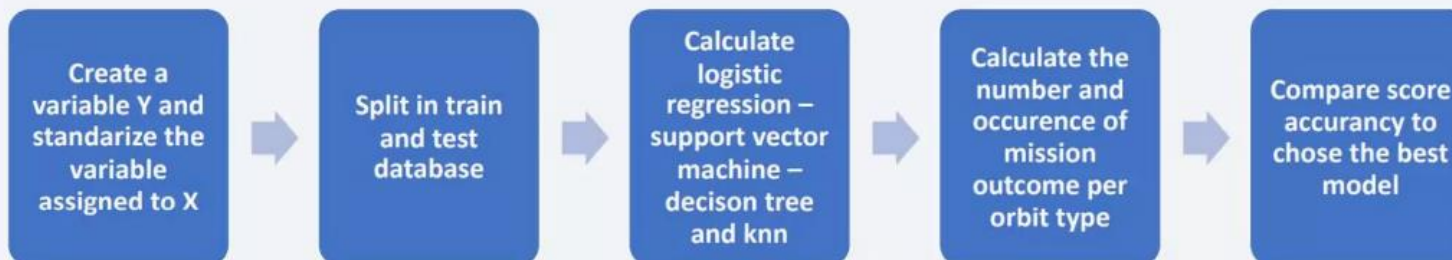 Create a
variable Y and
standarize the
variable
assigned to X
Split in train
and test
database
Calculate
logistic
regression –
support vector
machine –
decison tree
and knn
Calculate the
number and
occurence of
mission
outcome per
orbit type
Compare score
accurancy to
chose the best
model